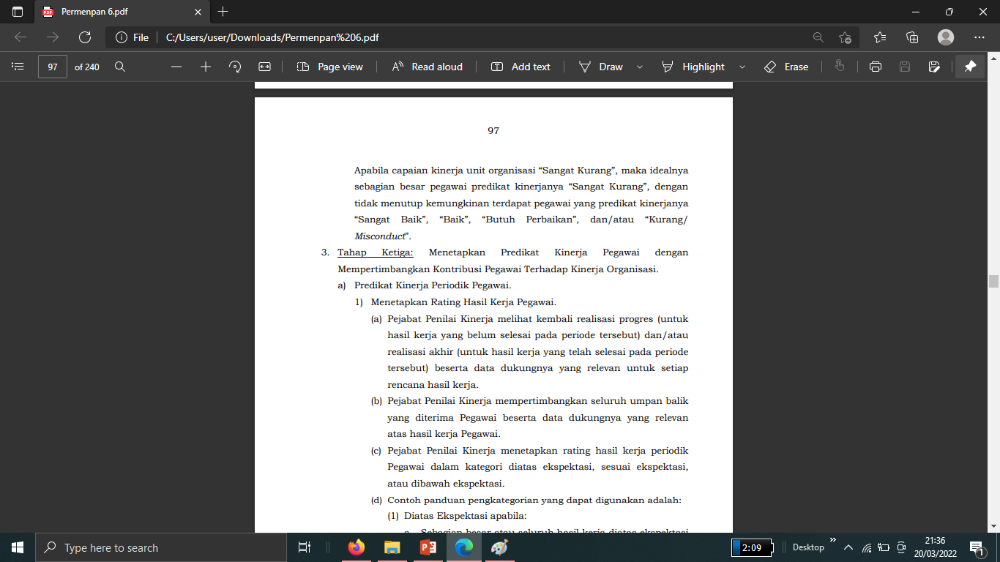 Permenpan 6.pdf
File
C:/Users/user/Downloads/Permenpan%206.pdf
97 of 240
Page view
Read aloud
Add text
Draw
Highlight
Erase
97
Apabila capaian kinerja unit organisasi “Sangat Kurang”, maka idealnya
sebagian besar pegawai predikat kinerjanya “Sangat Kurang”, dengan
tidak menutup kemungkinan terdapat pegawai yang predikat kinerjanya
“Sangat Baik”, “Baik”, “Butuh Perbaikan”, dan/atau “Kurang/
Misconduct”.
3. Tahap Ketiga: Menetapkan Predikat Kinerja Pegawai dengan
Mempertimbangkan Kontribusi Pegawai Terhadap Kinerja Organisasi.
a) Predikat Kinerja Periodik Pegawai.
1) Menetapkan Rating Hasil Kerja Pegawai.
(a) Pejabat Penilai Kinerja melihat kembali realisasi progres (untuk
hasil kerja yang belum selesai pada periode tersebut) dan/atau
realisasi akhir (untuk hasil kerja yang telah selesai pada periode
tersebut) beserta data dukungnya yang relevan untuk setiap
rencana hasil kerja.
(b) Pejabat Penilai Kinerja mempertimbangkan seluruh umpan balik
yang diterima Pegawai beserta data dukungnya yang relevan
atas hasil kerja Pegawai.
(c) Pejabat Penilai Kinerja menetapkan rating hasil kerja periodik
Pegawai dalam kategori diatas ekspektasi, sesuai ekspektasi,
atau dibawah ekspektasi.
(d) Contoh panduan pengkategorian yang dapat digunakan adalah:
(1) Diatas Ekspektasi apabila:
a. Sebagian besar atau seluruh hasil kerja diatas ekspektasi
Type here to search
2:09
Desktop
21:36
20/03/2022
1